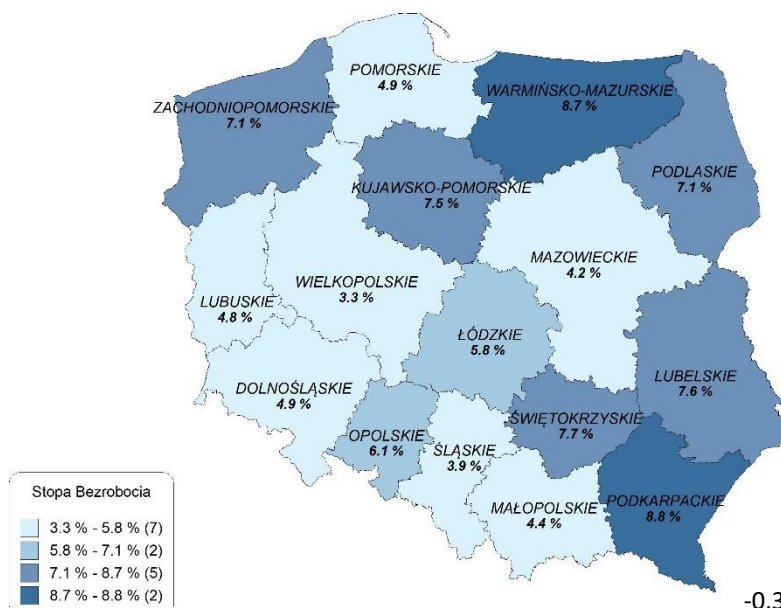 POMORSKIE
4.9 %
WARMIŃSKO-MAZURSKIE
8.7 %
ZACHODNIOPOMORSKIE
7.1 %
PODLASKIE
7.1 %
KUJAWSKO-POMORSKIE
7.5 %
MAZOWIECKIE
4.2 %
WIELKOPOLSKIE
3.3 %
LUBUSKIE
4.8 %
ŁÓDZKIE
5.8 %
LUBELSKIE
7.6 %
DOLNOŚLĄSKIE
4.9 %
ŚWIĘTOKRZYSKIE
7.7 %
OPOLSKIE
6.1 %
ŚLĄSKIE
3.9 %
MAŁOPOLSKIE
4.4 %
PODKARPACKIE
8.8 %
Stopa Bezrobocia
3.3 % - 5.8 % (7)
5.8 % - 7.1 % (2)
7.1 % - 8.7 % (5)
8.7 % - 8.8 % (2)
-0.3